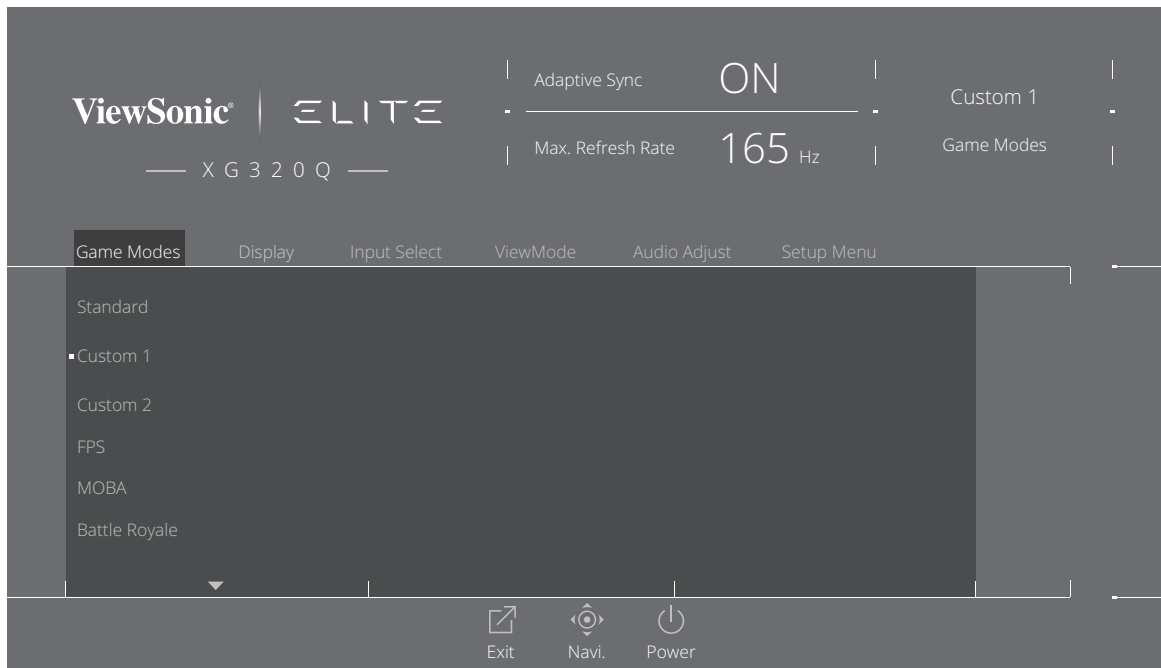 ViewSonic® ELITE
XG320Q
Adaptive Sync ON
Max. Refresh Rate 165 Hz
Custom 1
Game Modes
Game Modes Display Input Select ViewMode Audio Adjust Setup Menu
Standard
Custom 1
Custom 2
FPS
MOBA
Battle Royale
Exit Navi. Power